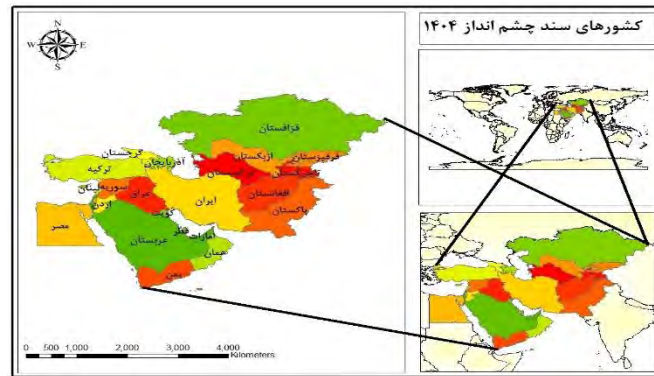 کشورهای سند چشم انداز ۱۴۰۴
N
W E
S
قزاقستان
گرجستان
آذربایجان
ازبکستان
قرقیزستان
ترکیه
ترکمنستان
تاجیکستان
سوریه
لبنان
عراق
ایران
افغانستان
اردن
کویت
پاکستان
مصر
قطر
امارات
عربستان
عمان
یمن
0 500 1,000 2,000 3,000 4,000
Kilometers